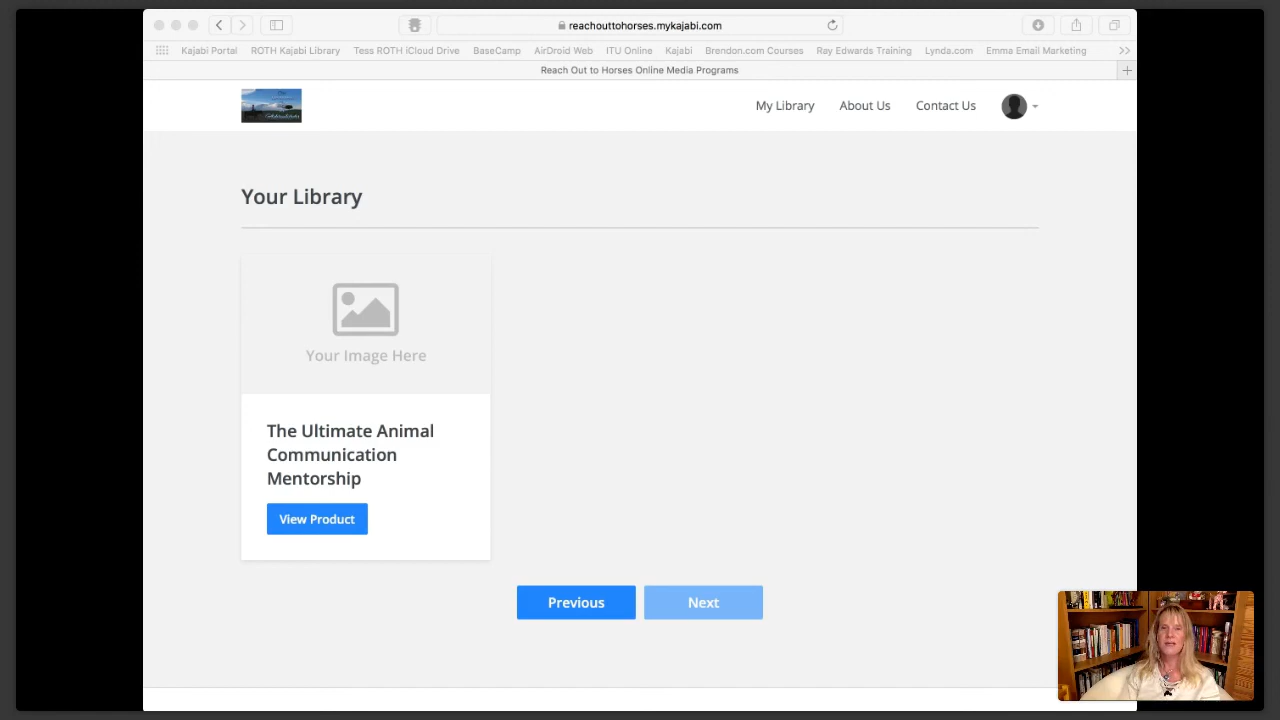 reachouttohorses.mykajabi.com
Kajabi Portal ROTH Kajabi Library Tess ROTH iCloud Drive BaseCamp AirDroid Web ITU Online Kajabi Brendon.com Courses Ray Edwards Training Lynda.com Emma Email Marketing
Reach Out to Horses Online Media Programs
My Library About Us Contact Us
Your Library
Your Image Here
The Ultimate Animal
Communication
Mentorship
View Product
Previous Next